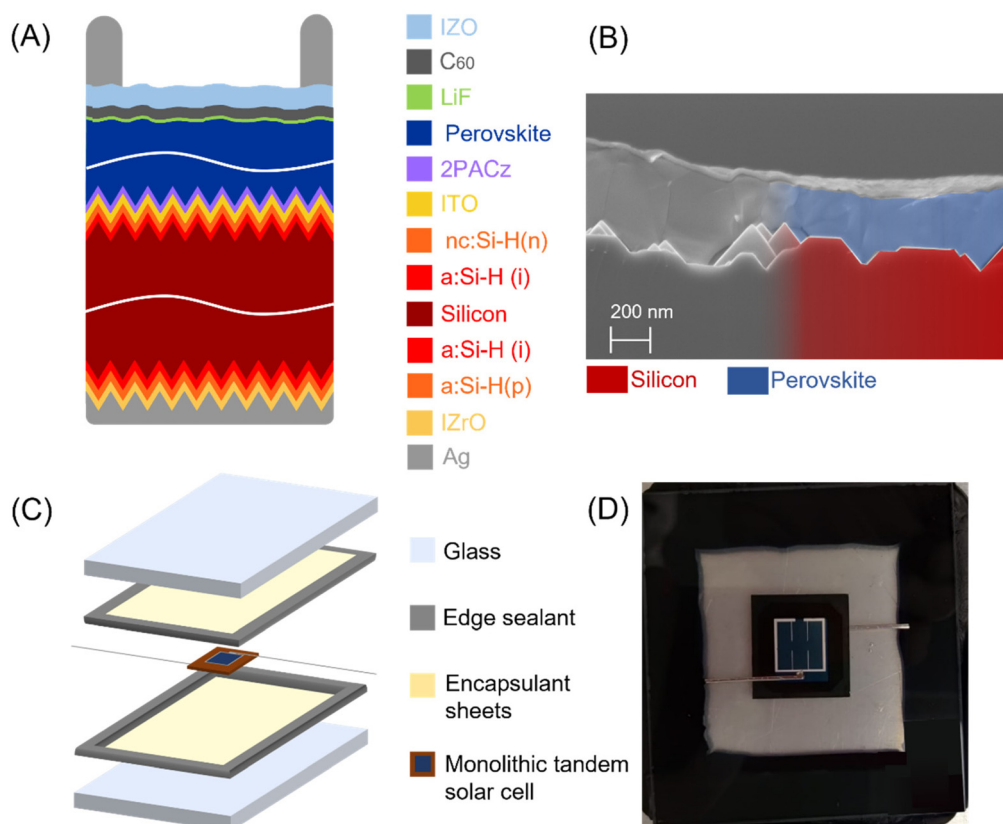 (A)
IZO
C60
LiF
Perovskite
2PACz
ITO
nc:Si-H(n)
a:Si-H (i)
Silicon
a:Si-H (i)
a:Si-H(p)
IZrO
Ag
(B)
200 nm
Silicon
Perovskite
(C)
Glass
Edge sealant
Encapsulant
sheets
Monolithic tandem
solar cell
(D)